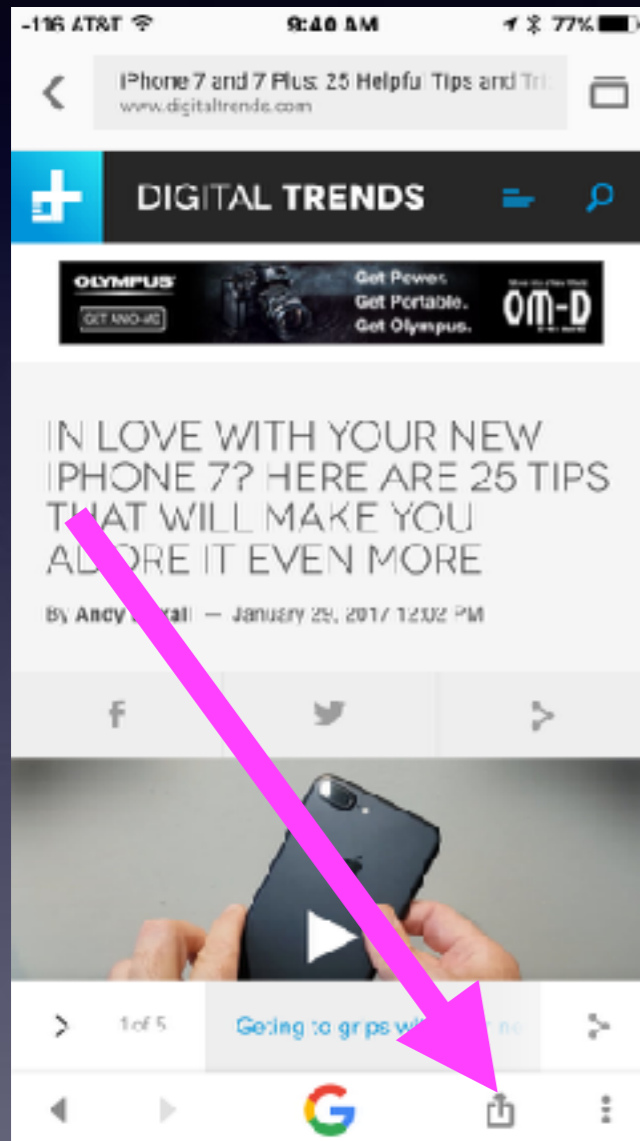 -116 AT&T 9:40 AM 77%
iPhone 7 and 7 Plus: 25 Helpful Tips and Tri
www.digitaltrends.com
DIGITAL TRENDS
OLYMPUS
Get Power.
Get Portable.
Get Olympus.
OM-D
IN LOVE WITH YOUR NEW
IPHONE 7? HERE ARE 25 TIPS
THAT WILL MAKE YOU
ADORE IT EVEN MORE
By Andy — January 29, 2017 12:02 PM
1 of 5
Geting to grips
G